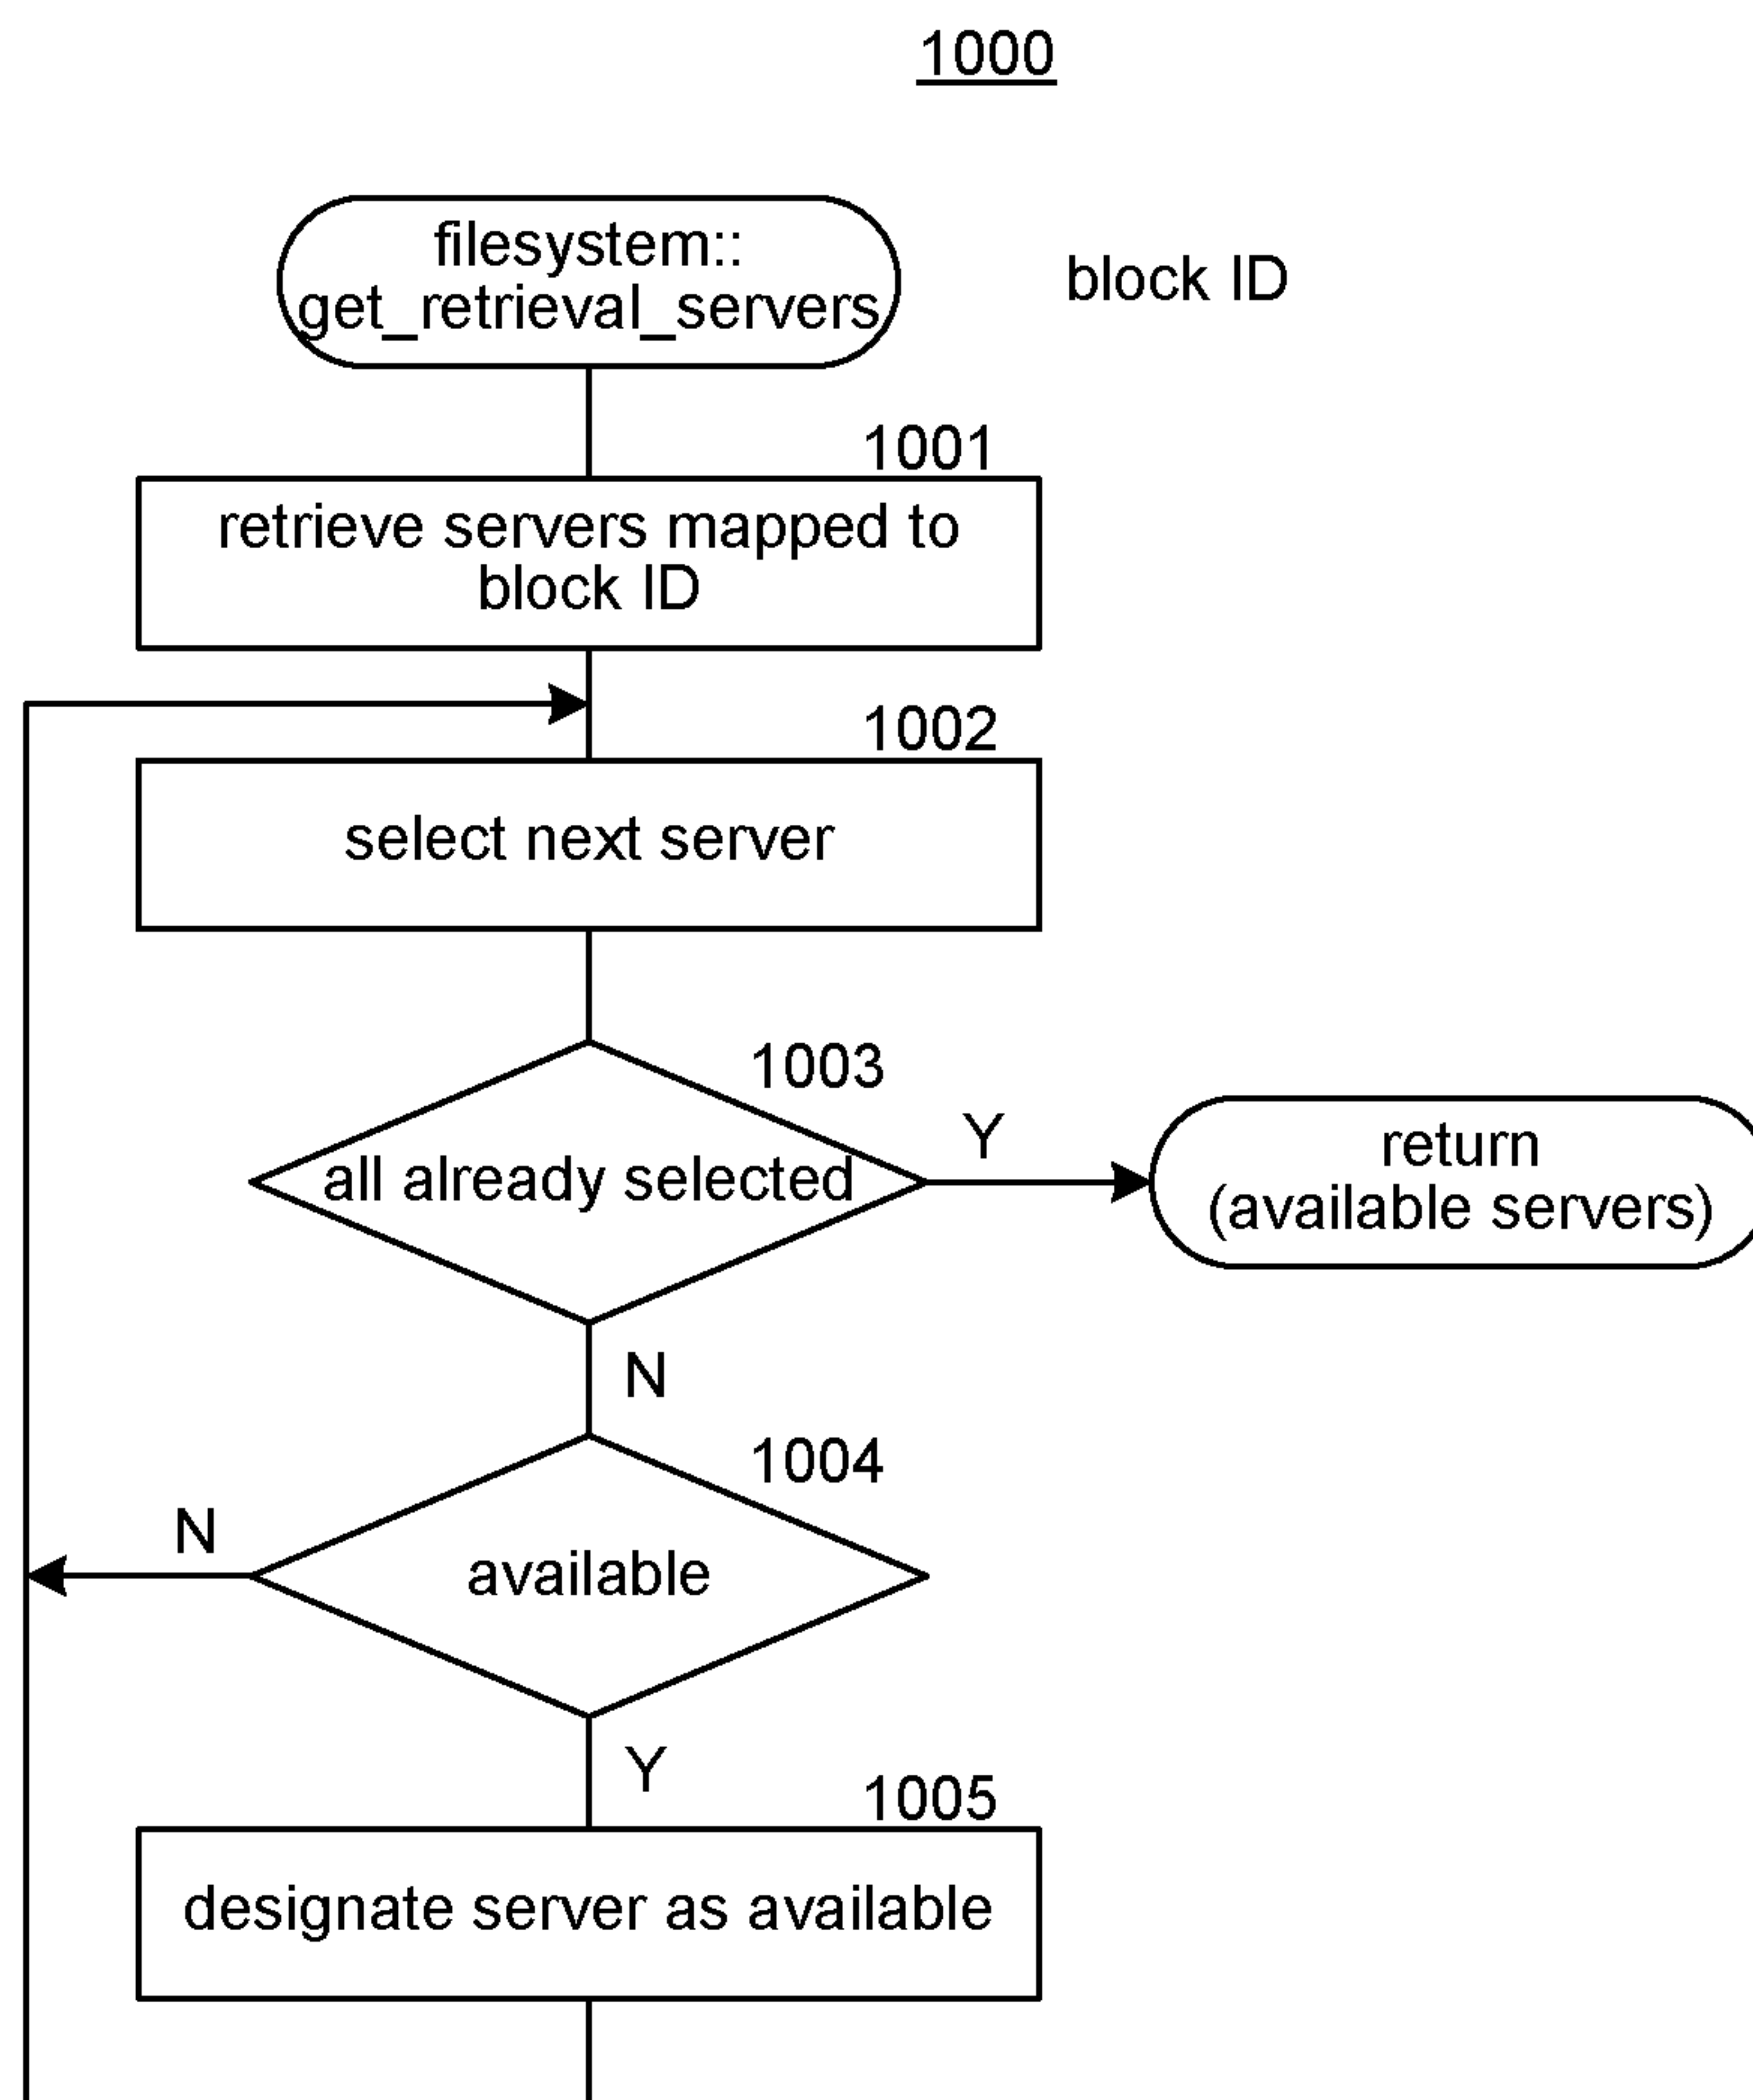 1000
filesystem::
get_retrieval_servers
block ID
1001
retrieve servers mapped to
block ID
1002
select next server
1003
all already selected
Y
return
(available servers)
N
1004
N
available
Y
1005
designate server as available